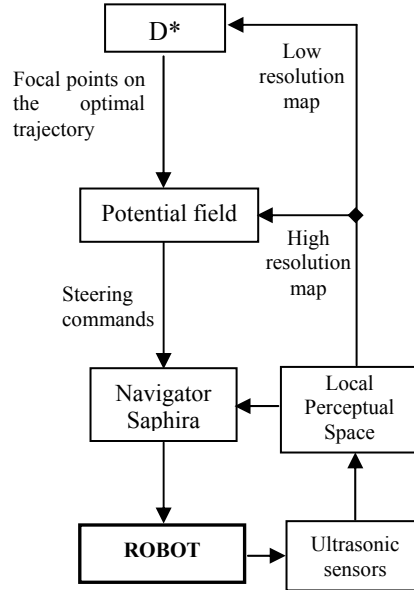 D*
Low
resolution
map
Focal points on
the optimal
trajectory
Potential field
High
resolution
map
Steering
commands
Navigator
Saphira
Local
Perceptual
Space
ROBOT
Ultrasonic
sensors